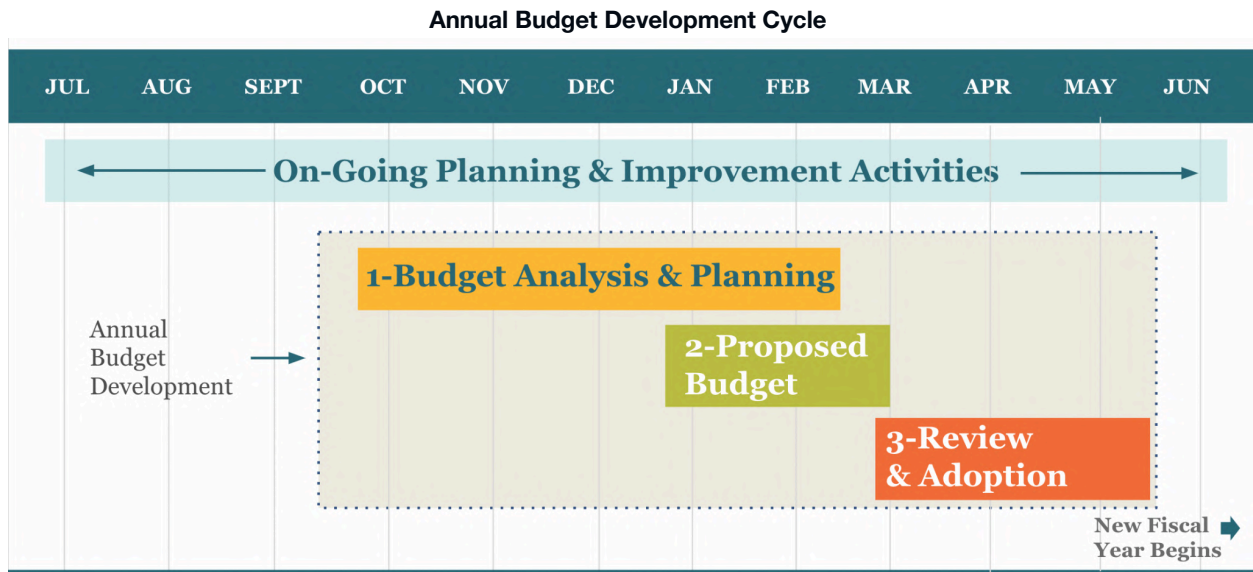 Annual Budget Development Cycle
JUL AUG SEPT OCT NOV DEC JAN FEB MAR APR MAY JUN
On-Going Planning & Improvement Activities
1-Budget Analysis & Planning
2-Proposed
Budget
Annual
Budget
Development
3-Review
& Adoption
New Fiscal
Year Begins